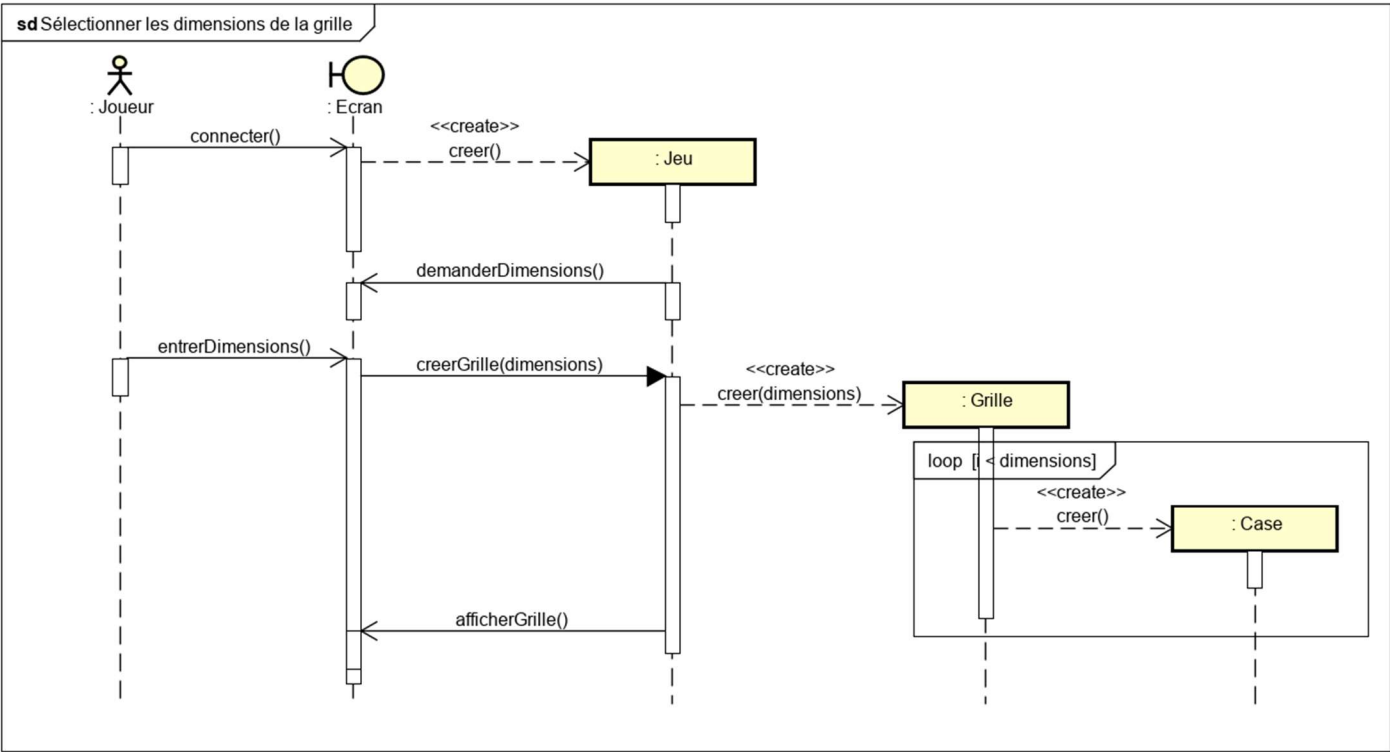 sd Sélectionner les dimensions de la grille
: Joueur
: Ecran
connecter()
<<create>>
creer()
: Jeu
demanderDimensions()
entrerDimensions()
creerGrille(dimensions)
<<create>>
creer(dimensions)
: Grille
loop [i < dimensions]
<<create>>
creer()
: Case
afficherGrille()